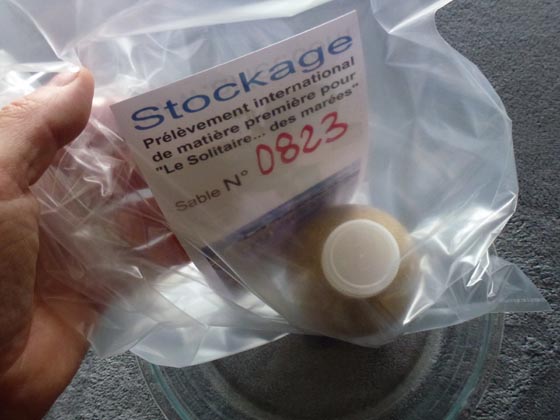 Stockage
Prélèvement international
de matière première pour
"Le Solitaire... des marées"
Sable N° 0823